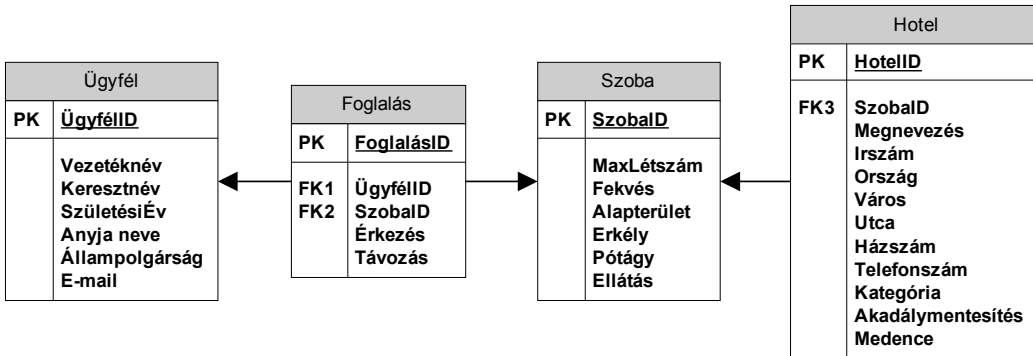 Ügyfél
PK ÜgyfélID
Vezetéknév
Keresztnév
SzületésiÉv
Anyja neve
Állampolgárság
E-mail
Foglalás
PK FoglalásID
FK1 ÜgyfélID
FK2 SzobaID
Érkezés
Távozás
Szoba
PK SzobaID
MaxLétszám
Fekvés
Alapterület
Erkély
Pótágy
Ellátás
Hotel
PK HotelID
FK3 SzobaID
Megnevezés
Irszám
Ország
Város
Utca
Házszám
Telefonszám
Kategória
Akadálymentesítés
Medence